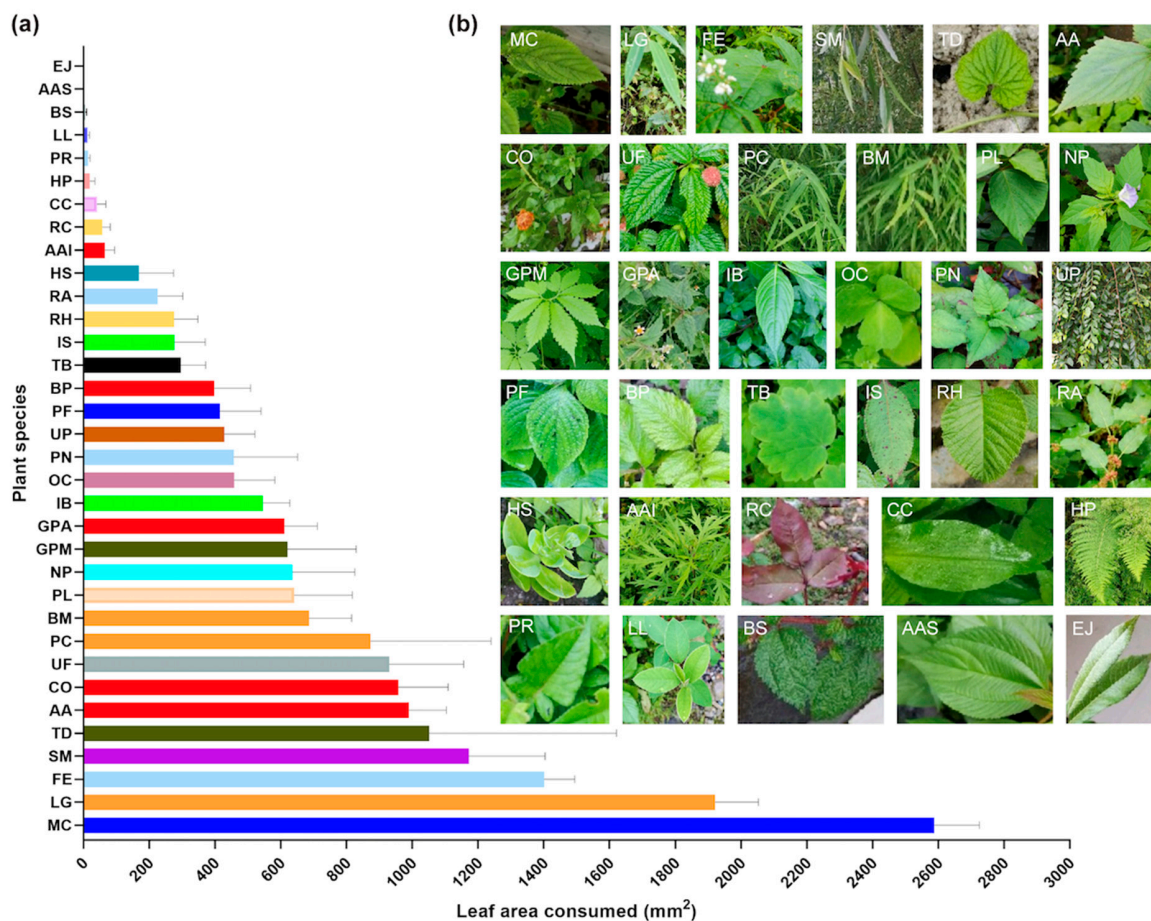 (a)
EJ
AAS
BS
LL
PR
HP
CC
RC
AAI
HS
RA
RH
IS
TB
BP
PF
UP
PN
OC
IB
GPA
GPM
NP
PL
BM
PC
UF
CO
AA
TD
SM
FE
LG
MC
Plant species
0 200 400 600 800 1000 1200 1400 1600 1800 2000 2200 2400 2600 2800 3000
Leaf area consumed (mm²)
(b)
MC LG FE SM TD AA
CO UF PC BM PL NP
GPM GPA IB OC PN UP
PF BP TB IS RH RA
HS AAI RC CC HP
PR LL BS AAS EJ